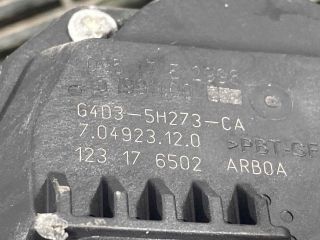 G4D3-5H273-CA
7.04923.12.0
>PBT-GF
123 17 6502 ARB0A